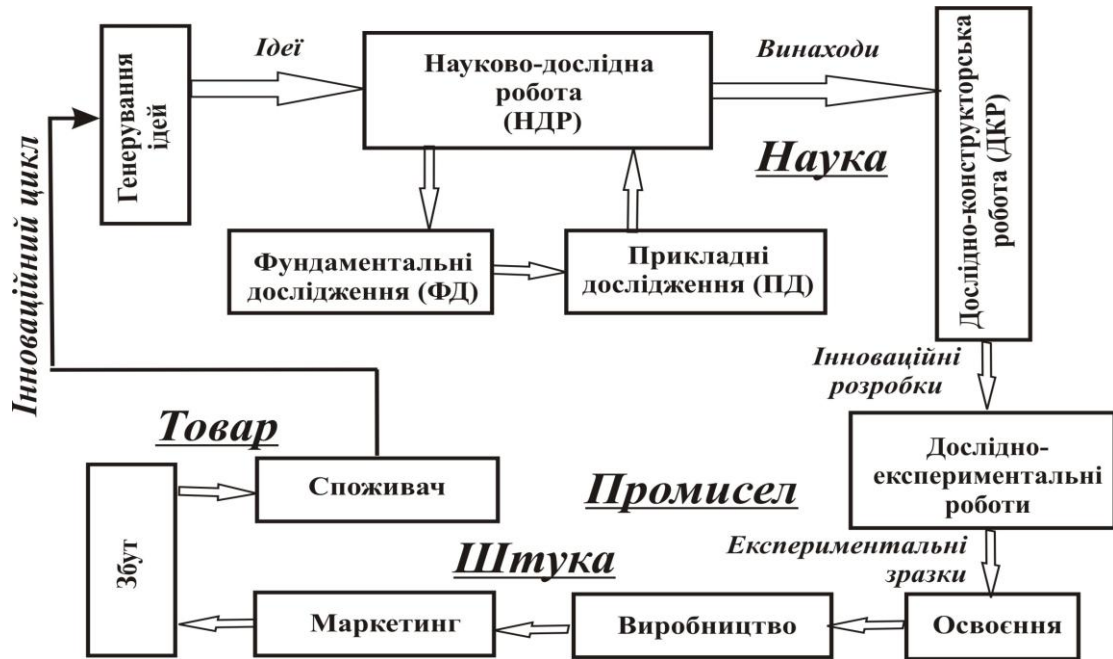 Генерування
ідей
Ідеї
Науково-дослідна
робота
(НДР)
Винаходи
Дослідно-конструкторська
робота (ДКР)
Наука
Інноваційний цикл
Фундаментальні
дослідження (ФД)
Прикладні
дослідження (ПД)
Інноваційні
розробки
Товар
Дослідно-
експериментальні
роботи
Споживач
Промисел
Збут
Штука
Експериментальні
зразки
Маркетинг
Виробництво
Освоєння